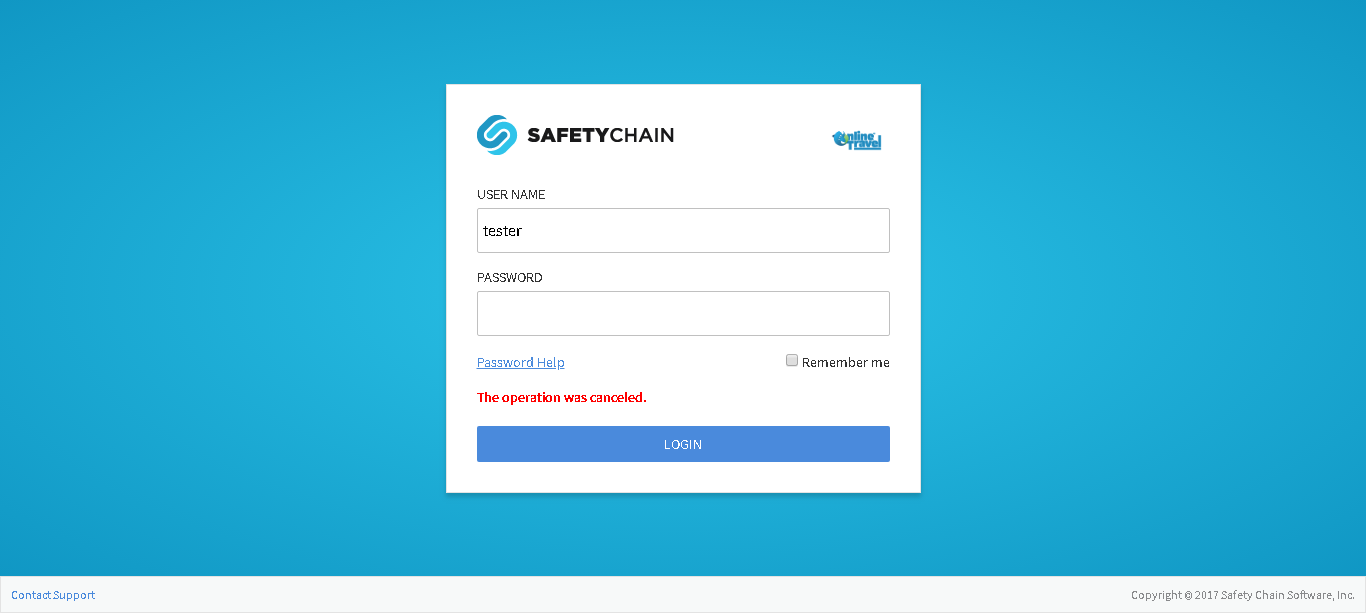 SAFETYCHAIN
Online
Travel
USER NAME
tester
PASSWORD
Password Help
Remember me
The operation was canceled.
LOGIN
Contact Support
Copyright © 2017 Safety Chain Software, Inc.